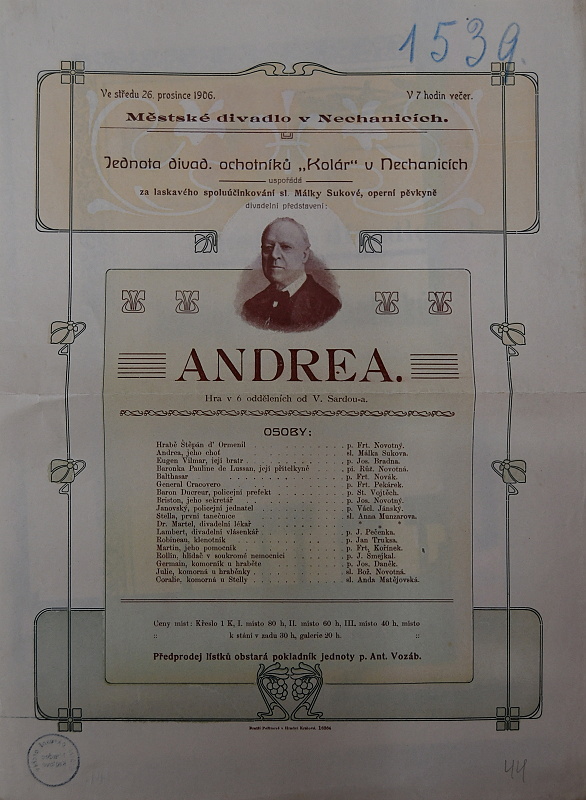 1539
Ve středu 26. prosince 1906. V 7 hodin večer.
Městské divadlo v Nechanicích.
Jednota divad. ochotníků „Kolár“ v Nechanicích
uspořádá
za laskavého spoluúčinkování sl. Málky Sukové, operní pěvkyně
divadelní představení:
ANDREA.
Hra v 6 odděleních od V. Sardou-a.
OSOBY:
Hrabě Štěpán d' Ormenil . . . p. Frt. Novotný.
Andrea, jeho choť . . . sl. Málka Sukova.
Eugen Vilmar, její bratr . . . p. Jos. Bradna.
Baronka Pauline de Lussan, její přítelkyně . . . pí. Růž. Novotná.
Balthasar . . . p. Frt. Novák.
General Cracovero . . . p. Frt. Pekárek.
Baron Ducrear, policejní prefekt . . . p. St. Vojtěch.
Briston, jeho sekretář . . . p. Jos. Novotný.
Janovský, policejní jednatel . . . p. Václ. Jánský.
Stella, první tanečnice . . . sl. Anna Munzarova.
Dr. Martel, divadelní lékař . . . * * *
Lambert, divadelní vlásenkář . . . p. J. Pečenka.
Robineau, klenotník . . . p. Jan Truksa.
Martin, jeho pomocník . . . p. Frt. Kořínek.
Rollin, hlídač v soukromé nemocnici . . . p. J. Smejkal.
Germain, komorník u hraběte . . . p. Jos. Daněk.
Julie, komorná u hraběnky . . . sl. Bož. Novotná.
Coralie, komorná u Stelly . . . sl. Anda Matějovská.
Ceny míst: Křeslo 1 K, I. místo 80 h, II. místo 60 h, III. místo 40 h, místo
:: k stání v zadu 30 h, galerie 20 h. ::
Předprodej lístků obstará pokladník jednoty p. Ant. Vozáb.
44